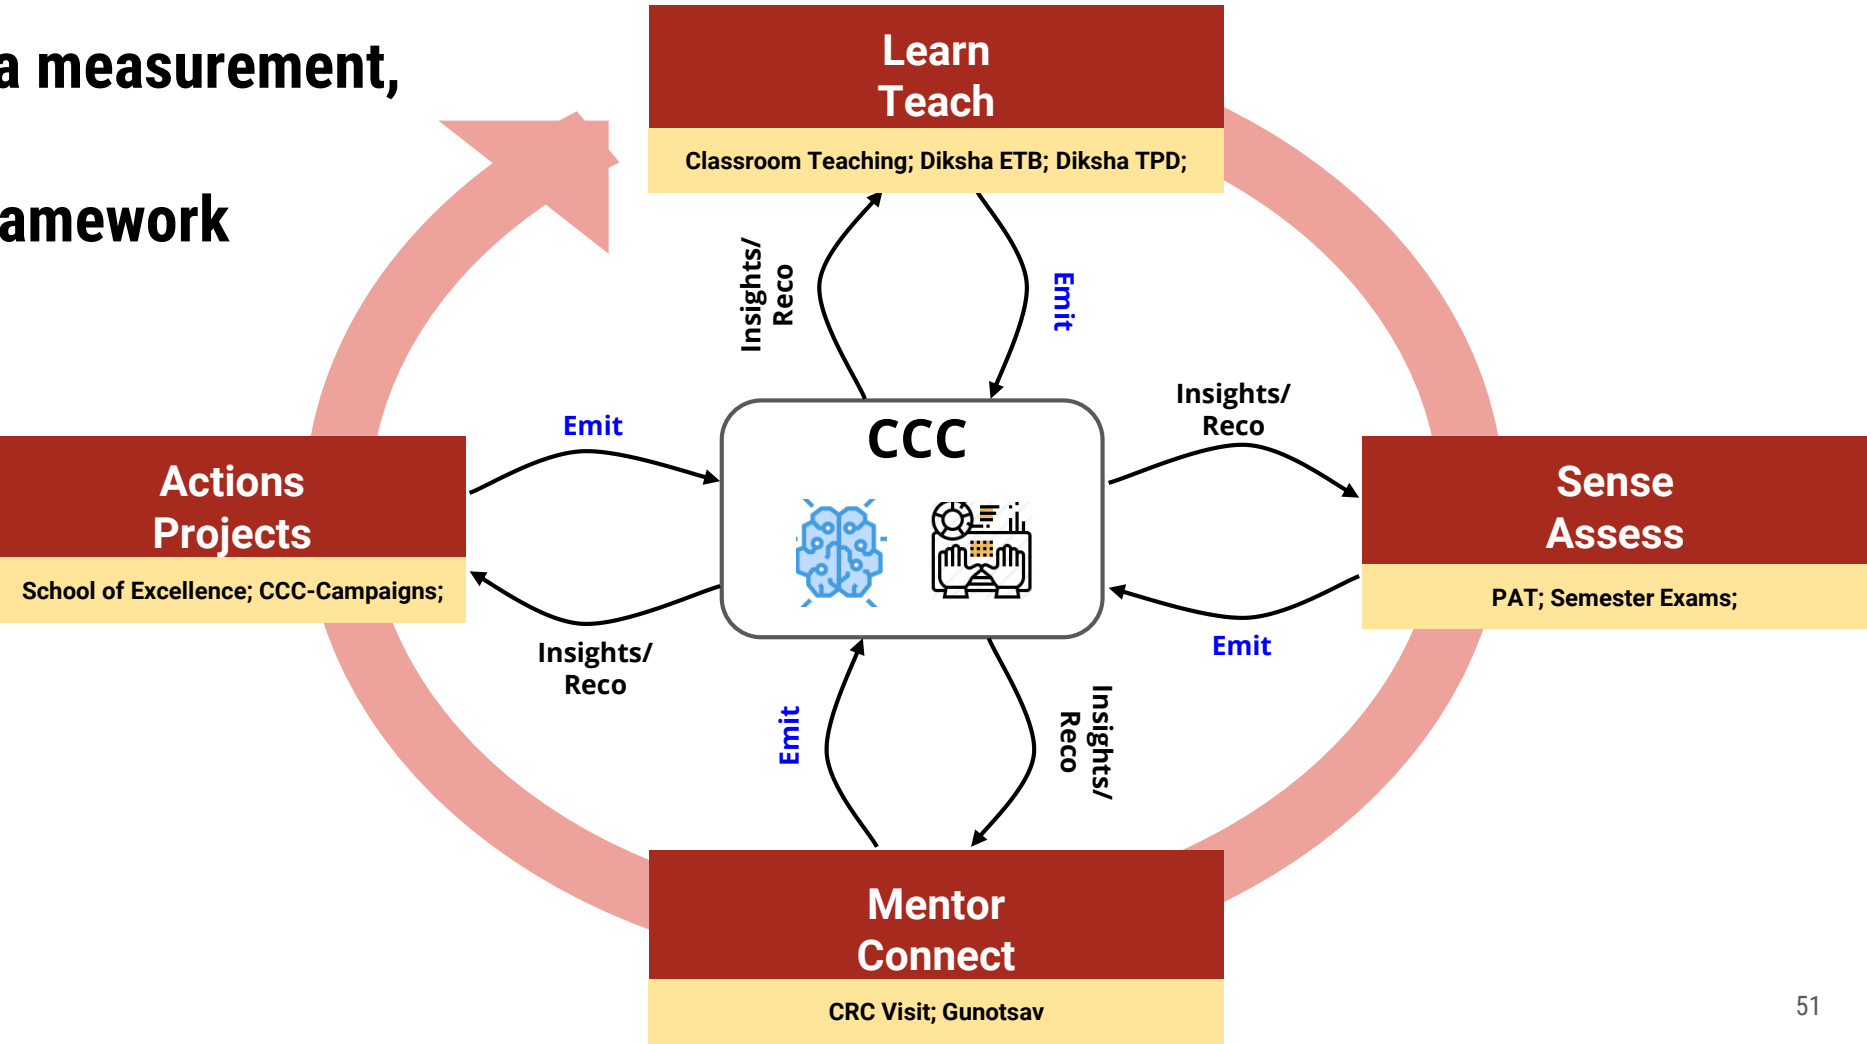 a measurement,
amework
Learn
Teach
Classroom Teaching; Diksha ETB; Diksha TPD;
Insights/
Reco
Emit
Insights/
Reco
Emit
CCC
Actions
Projects
School of Excellence; CCC-Campaigns;
Sense
Assess
PAT; Semester Exams;
Insights/
Reco
Emit
Emit
Insights/
Reco
Mentor
Connect
CRC Visit; Gunotsav
51